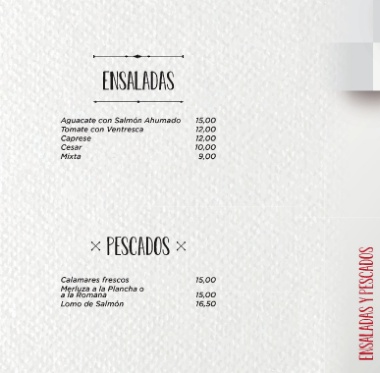 ENSALADAS
Aguacate con Salmón Ahumado 15,00
Tomate con Ventresca 12,00
Caprese 12,00
Cesar 10,00
Mixta 9,00
PESCADOS
Calamares frescos 15,00
Merluza a la Plancha o
a la Romana 15,00
Lomo de Salmón 16,50
ENSALADAS Y PESCADOS